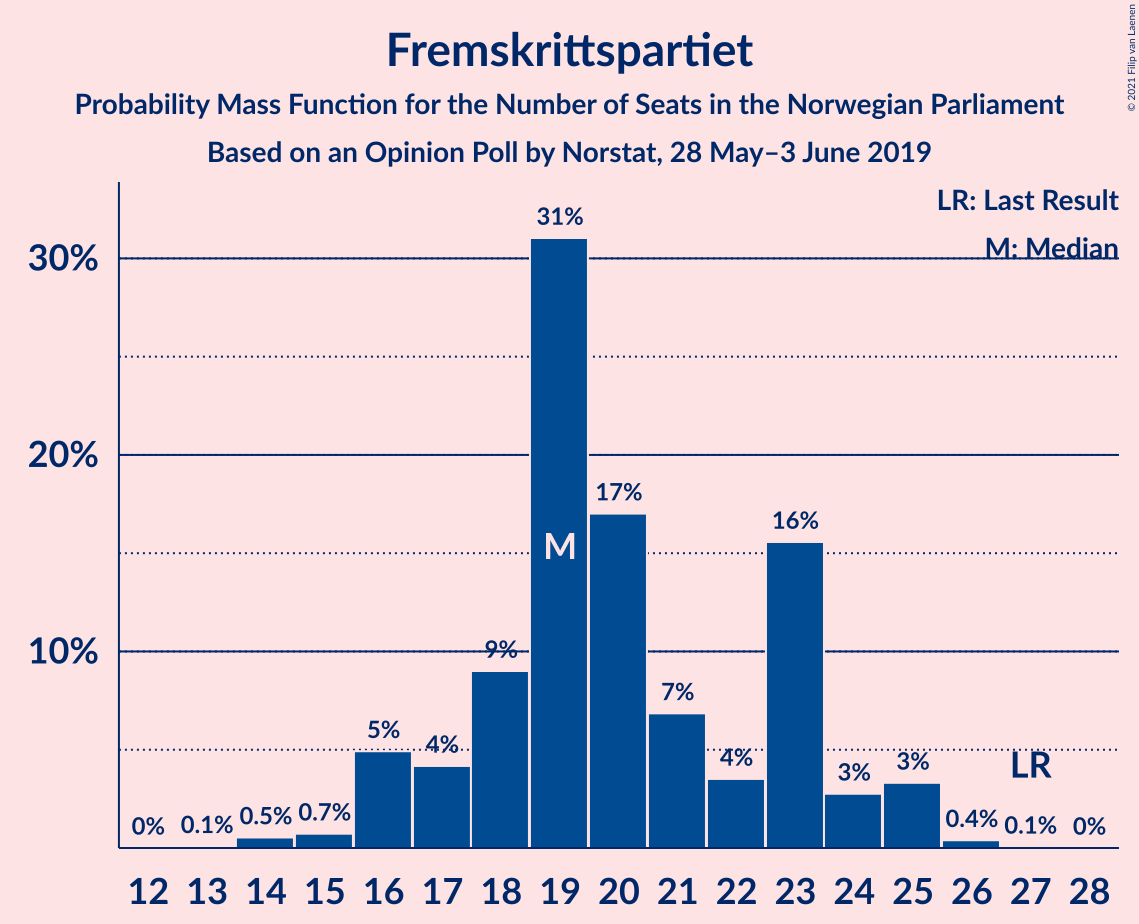 Fremskrittspartiet
Probability Mass Function for the Number of Seats in the Norwegian Parliament
Based on an Opinion Poll by Norstat, 28 May–3 June 2019
© 2021 Filip van Laenen
LR: Last Result
M: Median
30%
20%
10%
0%
0.1%
0.5%
0.7%
5%
4%
9%
31%
M
17%
7%
4%
16%
3%
3%
0.4%
LR
0.1%
0%
12 13 14 15 16 17 18 19 20 21 22 23 24 25 26 27 28